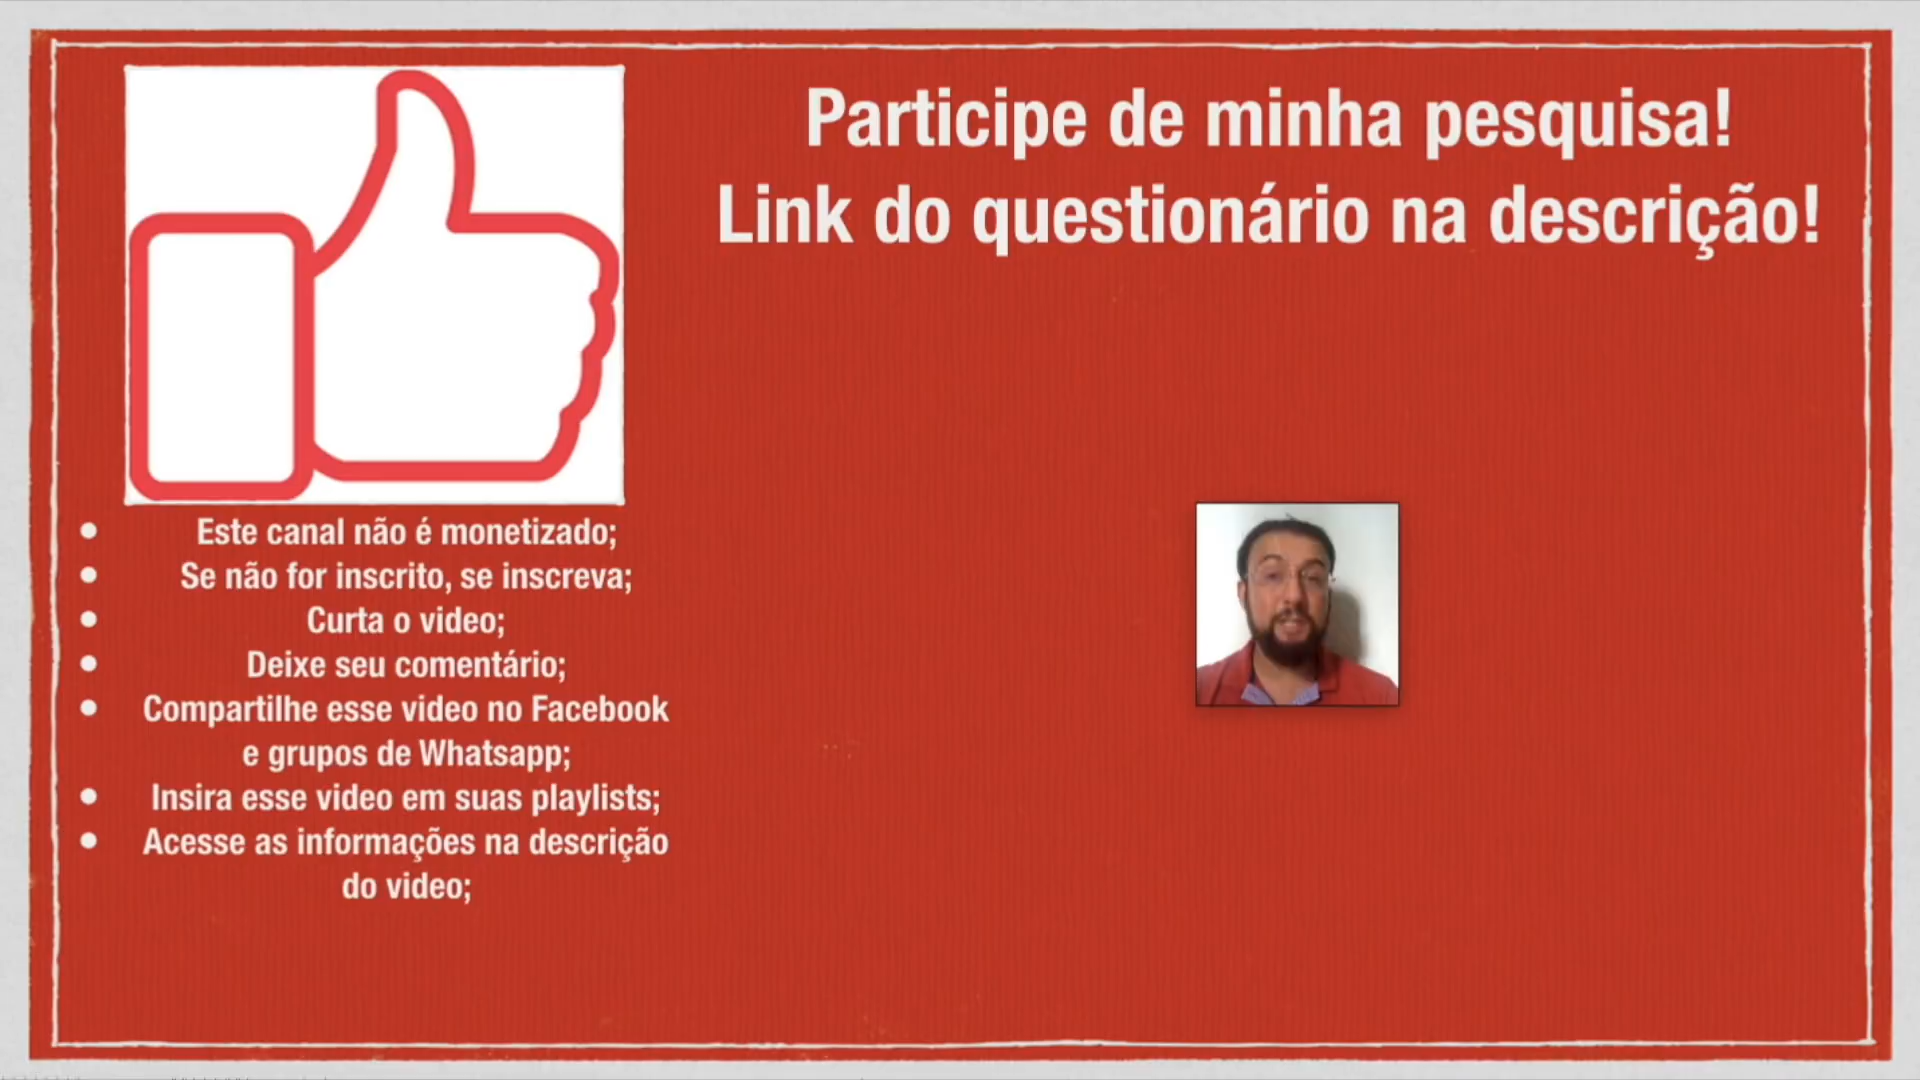 Participe de minha pesquisa!
Link do questionário na descrição!
Este canal não é monetizado;
Se não for inscrito, se inscreva;
Curta o video;
Deixe seu comentário;
Compartilhe esse video no Facebook
e grupos de Whatsapp;
Insira esse video em suas playlists;
Acesse as informações na descrição
do video;